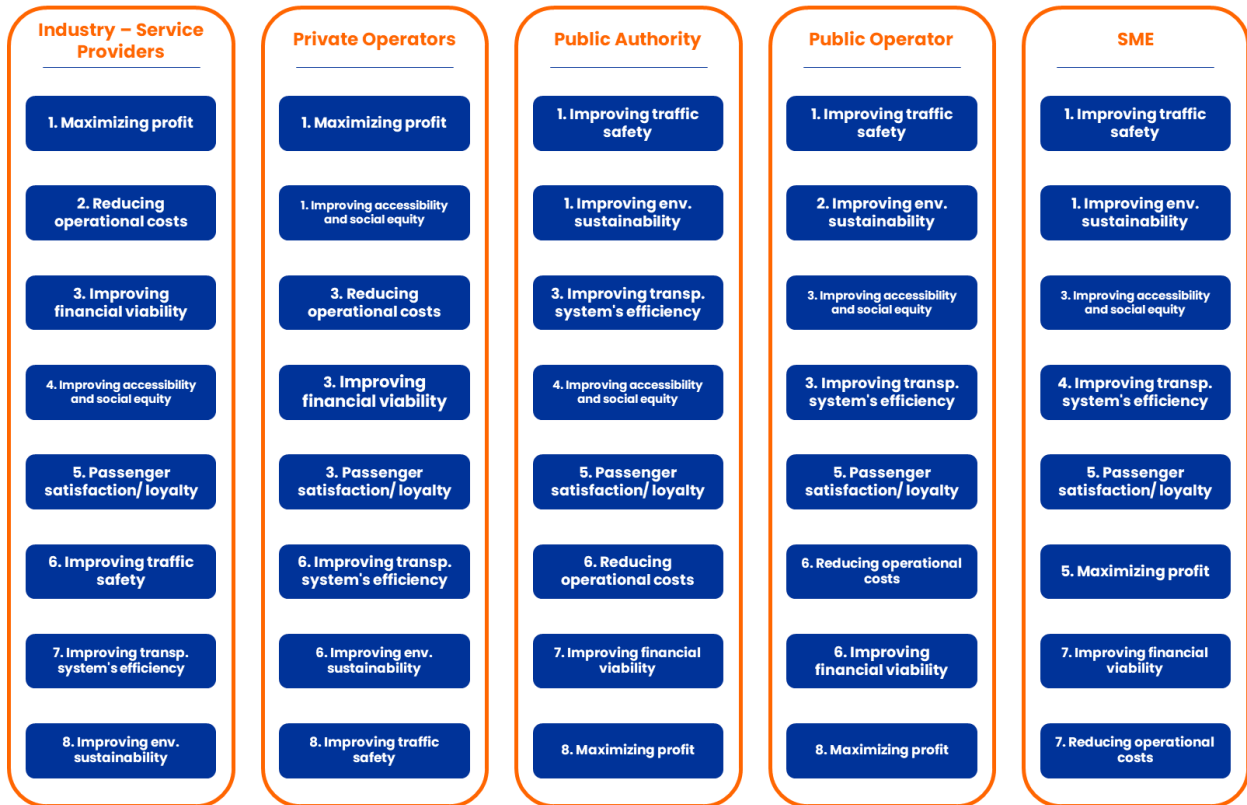 Industry – Service
Providers
1. Maximizing profit
2. Reducing
operational costs
3. Improving
financial viability
4. Improving accessibility
and social equity
5. Passenger
satisfaction/ loyalty
6. Improving traffic
safety
7. Improving transp.
system's efficiency
8. Improving env.
sustainability
Private Operators
1. Maximizing profit
1. Improving accessibility
and social equity
3. Reducing
operational costs
3. Improving
financial viability
3. Passenger
satisfaction/ loyalty
6. Improving transp.
system's efficiency
6. Improving env.
sustainability
8. Improving traffic
safety
Public Authority
1. Improving traffic
safety
1. Improving env.
sustainability
3. Improving transp.
system's efficiency
4. Improving accessibility
and social equity
5. Passenger
satisfaction/ loyalty
6. Reducing
operational costs
7. Improving financial
viability
8. Maximizing profit
Public Operator
1. Improving traffic
safety
2. Improving env.
sustainability
3. Improving accessibility
and social equity
3. Improving transp.
system's efficiency
5. Passenger
satisfaction/ loyalty
6. Reducing operational
costs
6. Improving
financial viability
8. Maximizing profit
SME
1. Improving traffic
safety
1. Improving env.
sustainability
3. Improving accessibility
and social equity
4. Improving transp.
system's efficiency
5. Passenger
satisfaction/ loyalty
5. Maximizing profit
7. Improving financial
viability
7. Reducing operational
costs